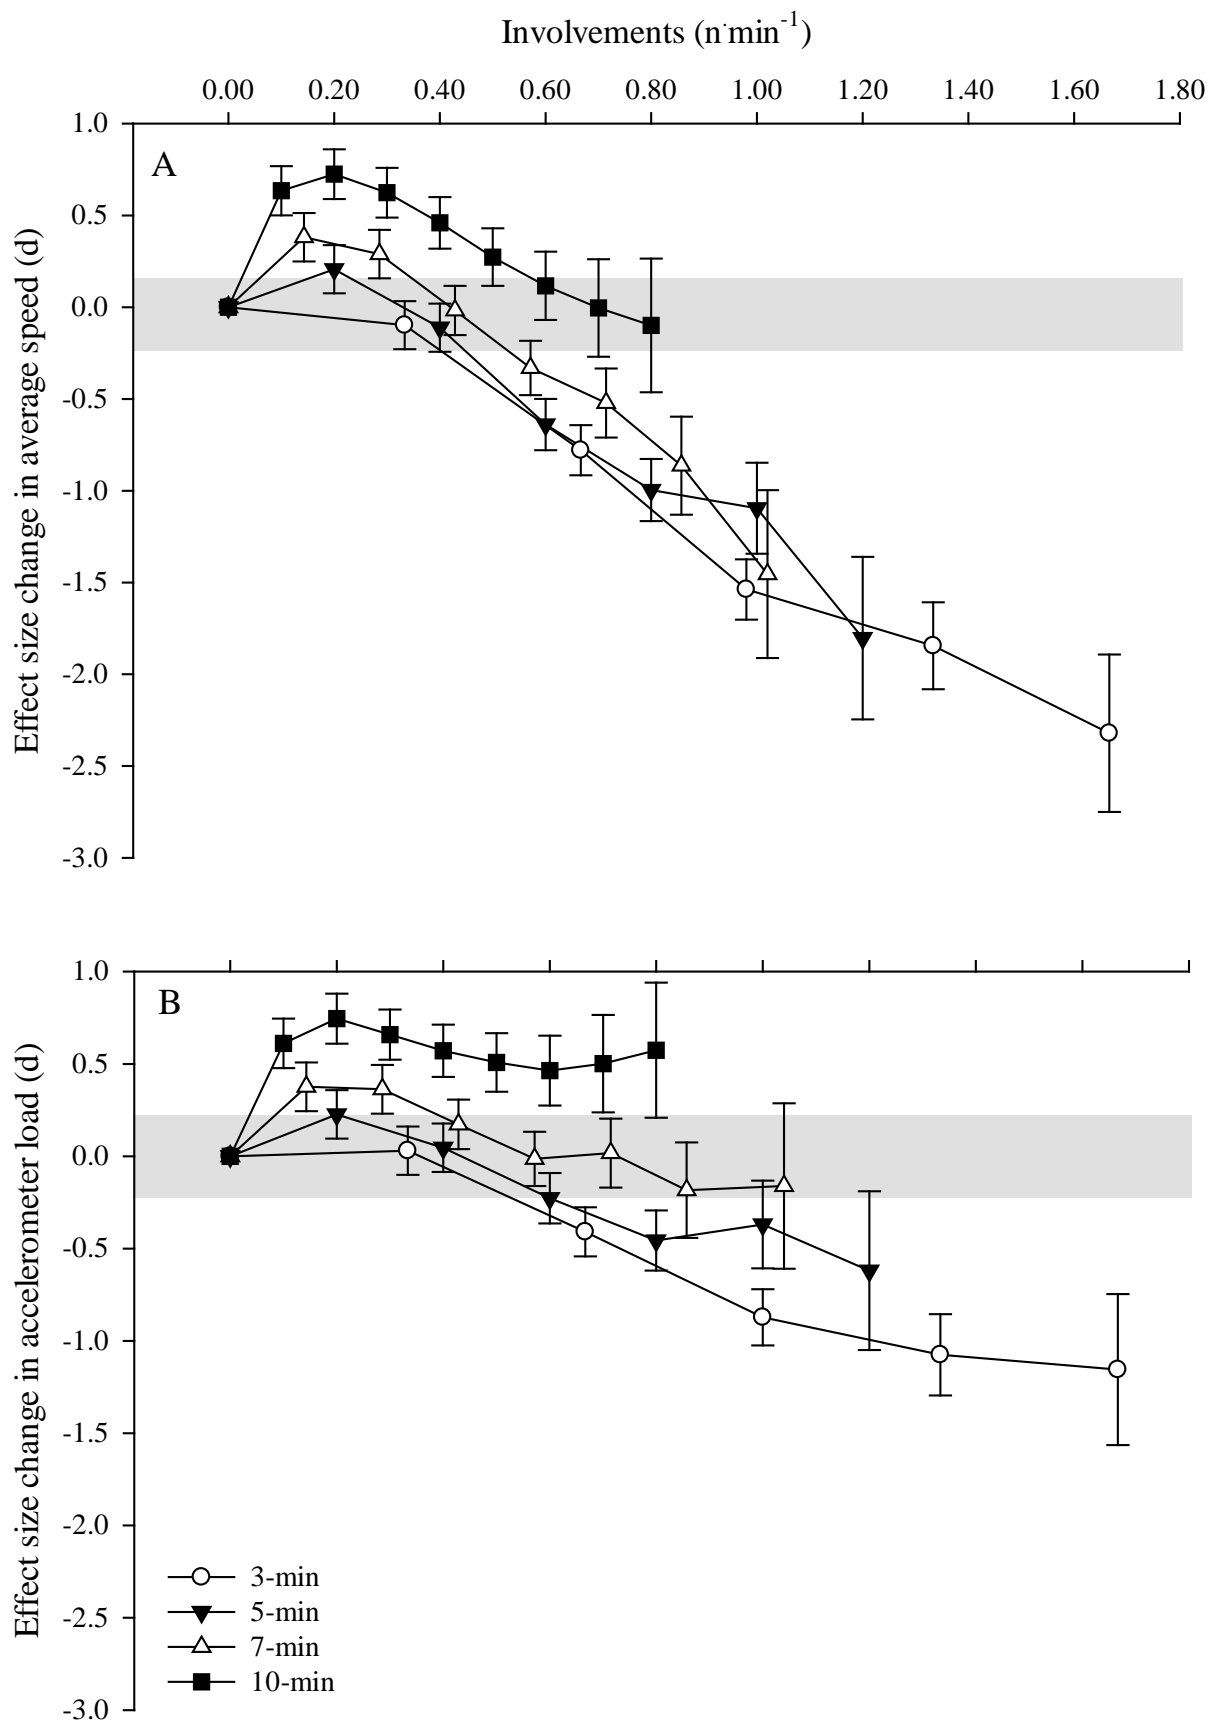 Involvements (n·min-1)
0.00 0.20 0.40 0.60 0.80 1.00 1.20 1.40 1.60 1.80
A
Effect size change in average speed (d)
1.0
0.5
0.0
-0.5
-1.0
-1.5
-2.0
-2.5
-3.0
B
Effect size change in accelerometer load (d)
1.0
0.5
0.0
-0.5
-1.0
-1.5
-2.0
-2.5
-3.0
3-min
5-min
7-min
10-min